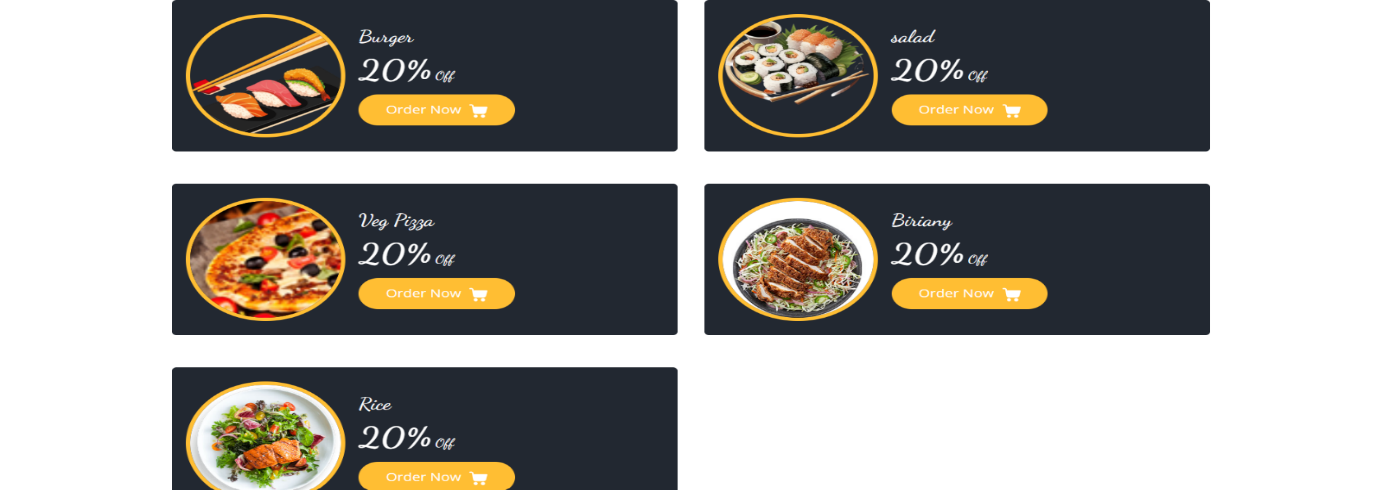 Burger
20% Off
Order Now
salad
20% Off
Order Now
Veg Pizza
20% Off
Order Now
Biriany
20% Off
Order Now
Rice
20% Off
Order Now